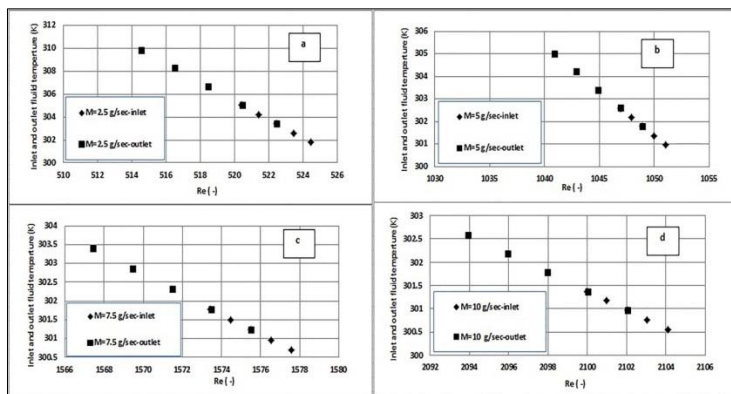 Inlet and outlet fluid temperture (K)
312
310
308
306
304
302
300
a
M=2.5 g/sec-inlet
M=2.5 g/sec-outlet
510 512 514 516 518 520 522 524 526
Re (-)
Inlet and outlet fluid temperture (K)
306
305
304
303
302
301
300
b
M=5 g/sec-inlet
M=5 g/sec-outlet
1030 1035 1040 1045 1050 1055
Re (-)
Inlet and outlet fluid temperture (K)
304
303.5
303
302.5
302
301.5
301
300.5
c
M=7.5 g/sec-inlet
M=7.5 g/sec-outlet
1566 1568 1570 1572 1574 1576 1578 1580
Re (-)
Inlet and outlet fluid temperture (K)
303
302.5
302
301.5
301
300.5
300
d
M=10 g/sec-inlet
M=10 g/sec-outlet
2092 2094 2096 2098 2100 2102 2104 2106
Re (-)